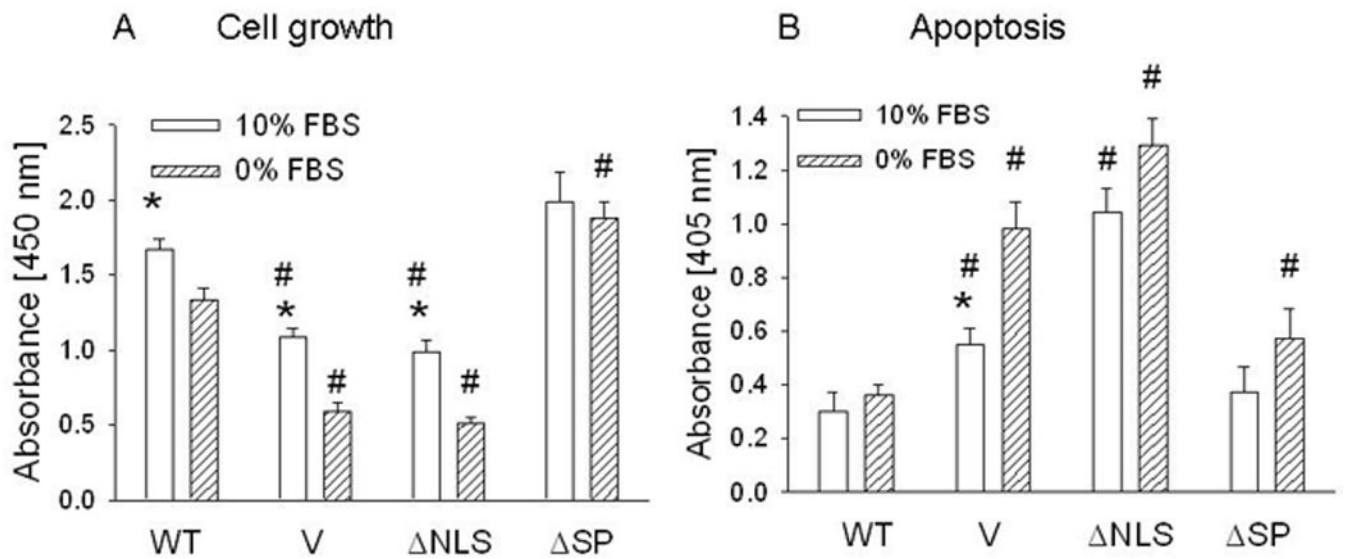 A Cell growth
Absorbance [450 nm]
10% FBS
0% FBS
2.5
2.0
1.5
1.0
0.5
0.0
*
#
*
#
#
*
#
#
WT V ΔNLS ΔSP
B Apoptosis
Absorbance [405 nm]
10% FBS
0% FBS
1.4
1.2
1.0
0.8
0.6
0.4
0.2
0.0
#
*
#
#
#
#
WT V ΔNLS ΔSP